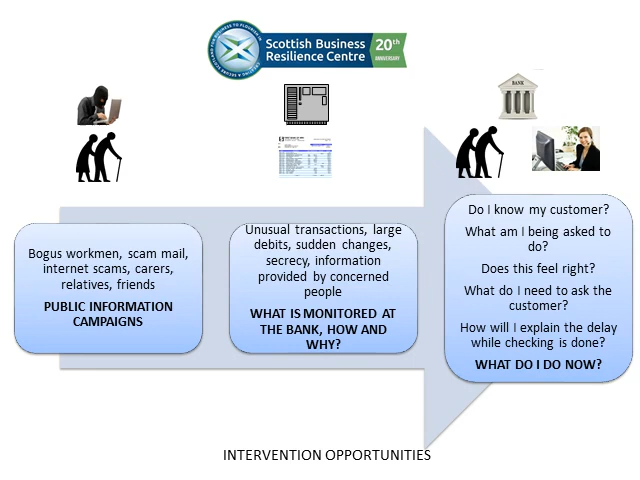 Scottish Business
Resilience Centre
20th
ANNIVERSARY
BANK
Bogus workmen, scam mail,
internet scams, carers,
relatives, friends
PUBLIC INFORMATION
CAMPAIGNS
Unusual transactions, large
debits, sudden changes,
secrecy, information
provided by concerned
people
WHAT IS MONITORED AT
THE BANK, HOW AND
WHY?
Do I know my customer?
What am I being asked to
do?
Does this feel right?
What do I need to ask the
customer?
How will I explain the delay
while checking is done?
WHAT DO I DO NOW?
INTERVENTION OPPORTUNITIES